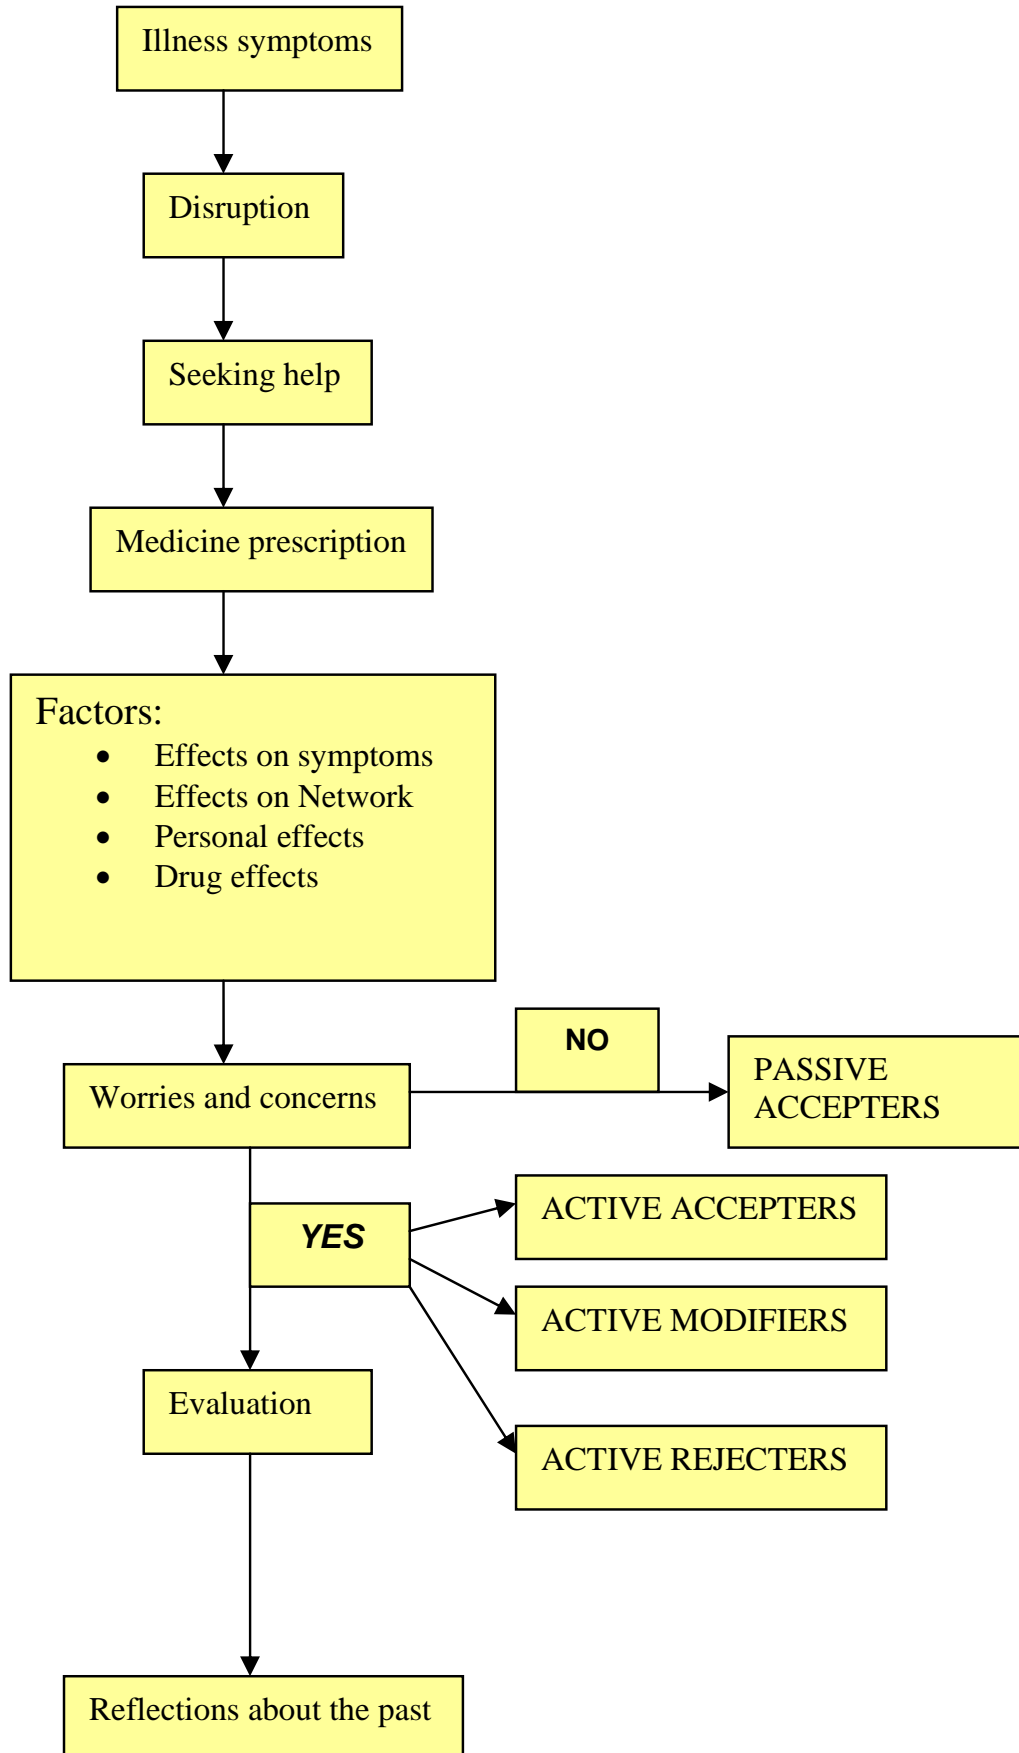 Illness symptoms
Disruption
Seeking help
Medicine prescription
Factors:
• Effects on symptoms
• Effects on Network
• Personal effects
• Drug effects
NO
PASSIVE
ACCEPTERS
Worries and concerns
ACTIVE ACCEPTERS
YES
ACTIVE MODIFIERS
Evaluation
ACTIVE REJECTERS
Reflections about the past